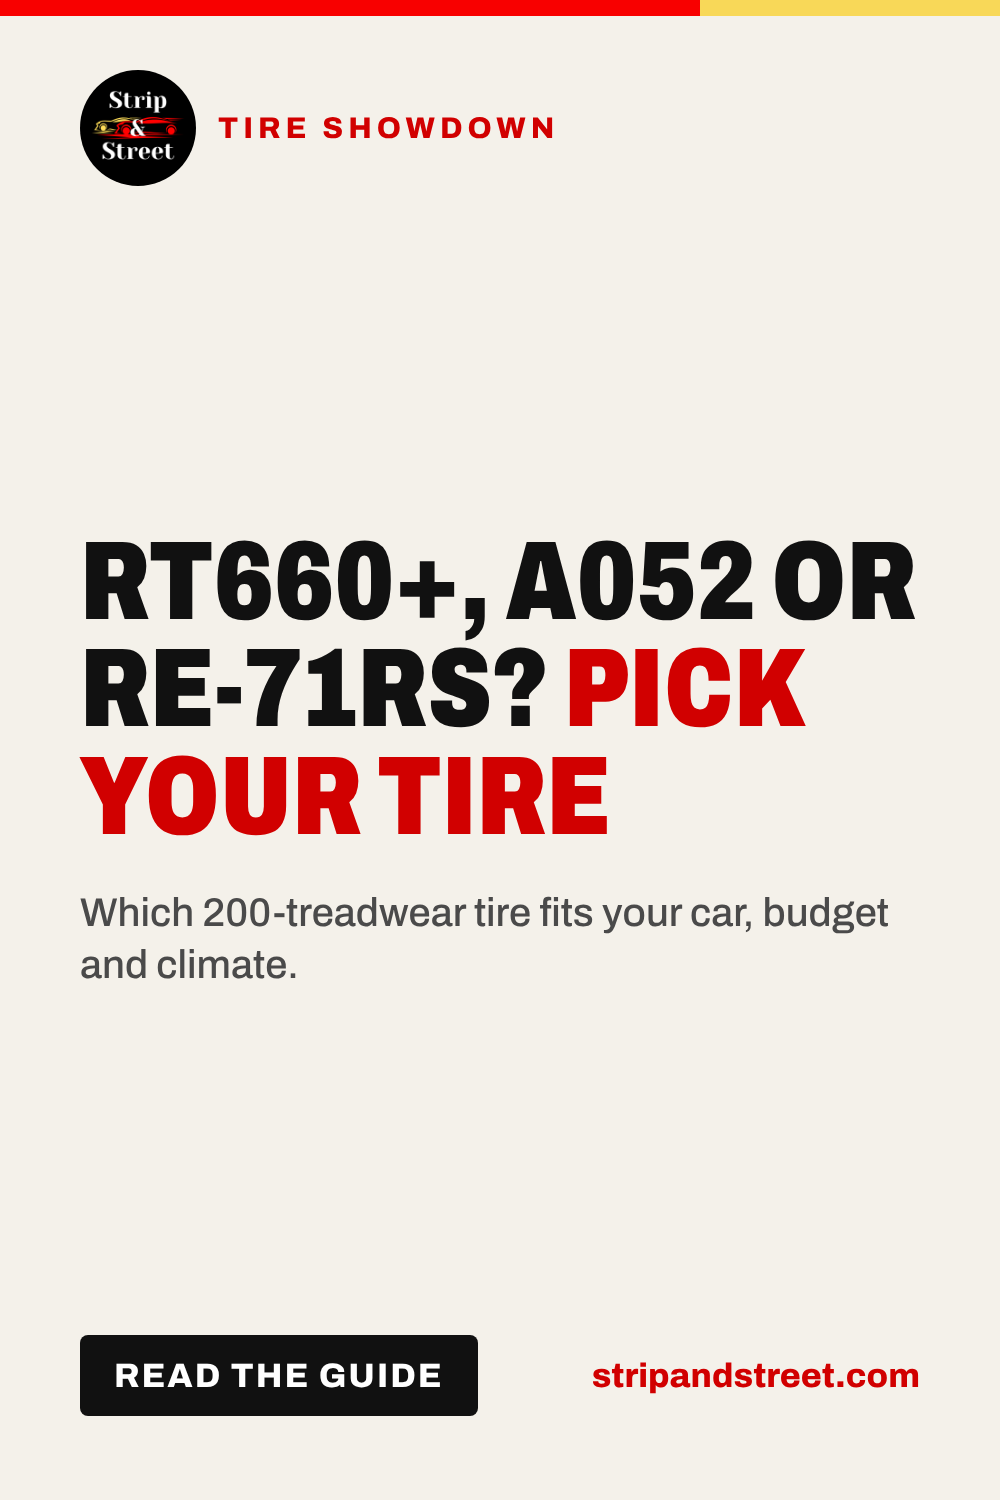 Strip
&
Street
TIRE SHOWDOWN
RT660+, A052 OR
RE-71RS? PICK
YOUR TIRE
Which 200-treadwear tire fits your car, budget
and climate.
READ THE GUIDE
stripandstreet.com